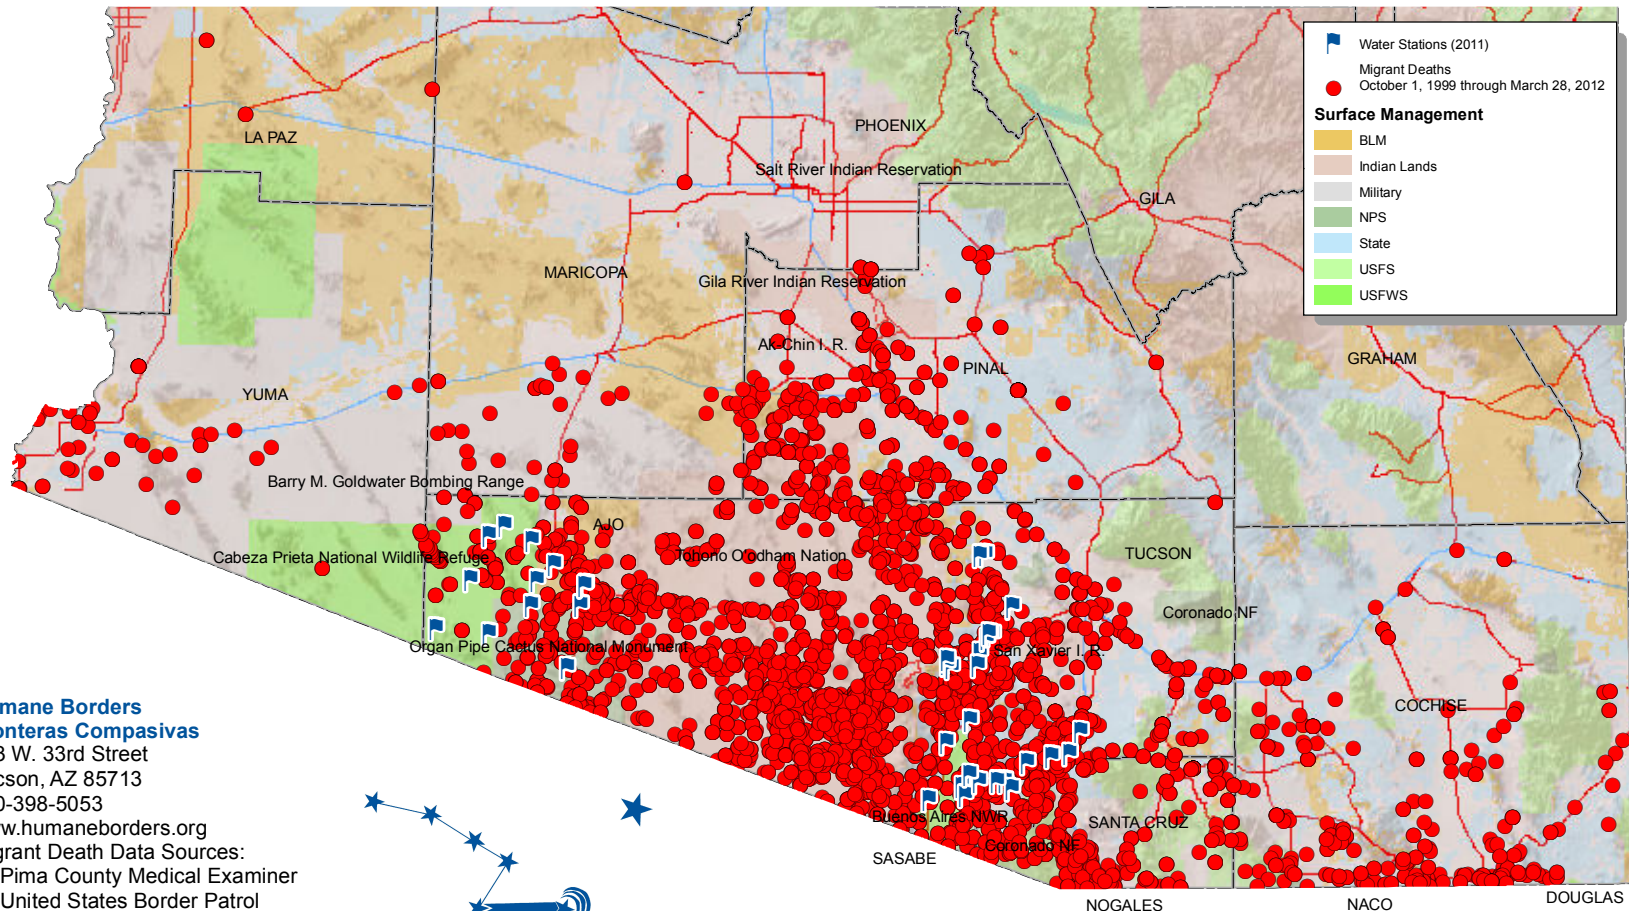 Water Stations (2011)
Migrant Deaths
October 1, 1999 through March 28, 2012
Surface Management
BLM
Indian Lands
Military
NPS
State
USFS
USFWS
LA PAZ
PHOENIX
Salt River Indian Reservation
GILA
MARICOPA
Gila River Indian Reservation
Ak-Chin I. R.
PINAL
GRAHAM
YUMA
Barry M. Goldwater Bombing Range
AJO
Cabeza Prieta National Wildlife Refuge
Tohono O'odham Nation
TUCSON
Coronado NF
Organ Pipe Cactus National Monument
San Xavier I. R.
COCHISE
Buenos Aires NWR
SANTA CRUZ
Coronado NF
SASABE
NOGALES
NACO
DOUGLAS
mane Borders
onteras Compasivas
3 W. 33rd Street
cson, AZ 85713
0-398-5053
w.humaneborders.org
grant Death Data Sources:
Pima County Medical Examiner
United States Border Patrol